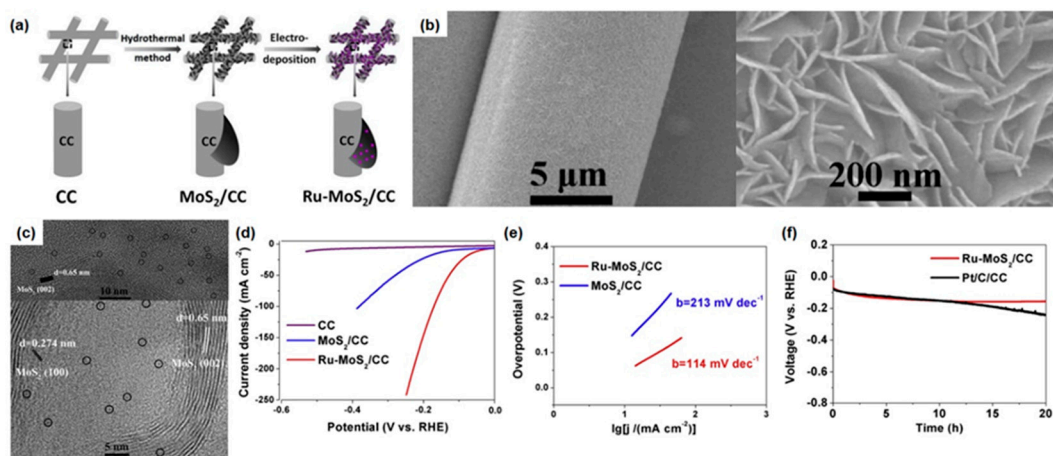 (a)
Hydrothermal
method
Electro-
deposition
CC
CC
CC
CC
MoS2/CC
Ru-MoS2/CC
(b)
5 μm
200 nm
(c)
d=0.65 nm
MoS2 (002)
10 nm
d=0.65 nm
d=0.274 nm
MoS2 (002)
MoS2 (100)
5 nm
(d)
Current density (mA cm-2)
0
-50
-100
-150
-200
-250
CC
MoS2/CC
Ru-MoS2/CC
-0.6
-0.4
-0.2
0.0
Potential (V vs. RHE)
(e)
Overpotential (V)
0.4
0.3
0.2
0.1
0.0
Ru-MoS2/CC
MoS2/CC
b=213 mV dec-1
b=114 mV dec-1
0
1
2
3
lg[j /(mA cm-2)]
(f)
Voltage (V vs. RHE)
0.2
0.0
-0.2
-0.4
-0.6
-0.8
Ru-MoS2/CC
Pt/C/CC
0
5
10
15
20
Time (h)